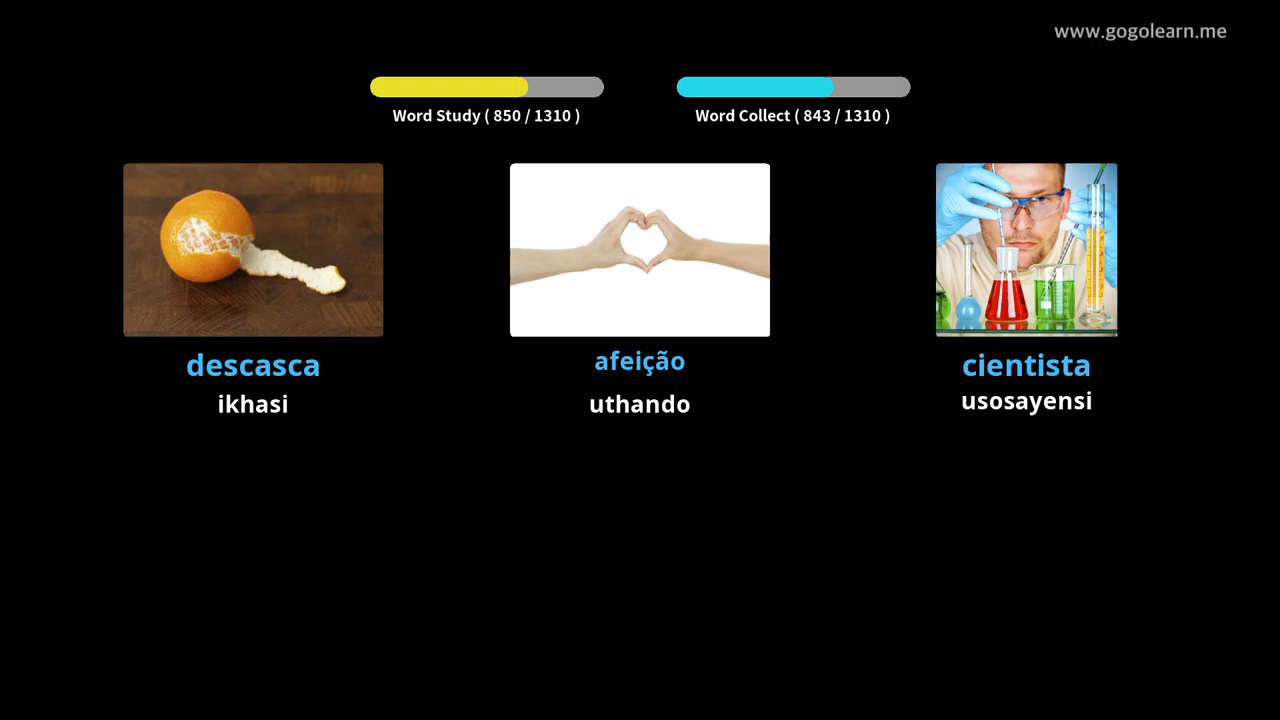 www.gogolearn.me
Word Study ( 850 / 1310 )
Word Collect ( 843 / 1310 )
descasca
ikhasi
afeição
uthando
cientista
usosayensi